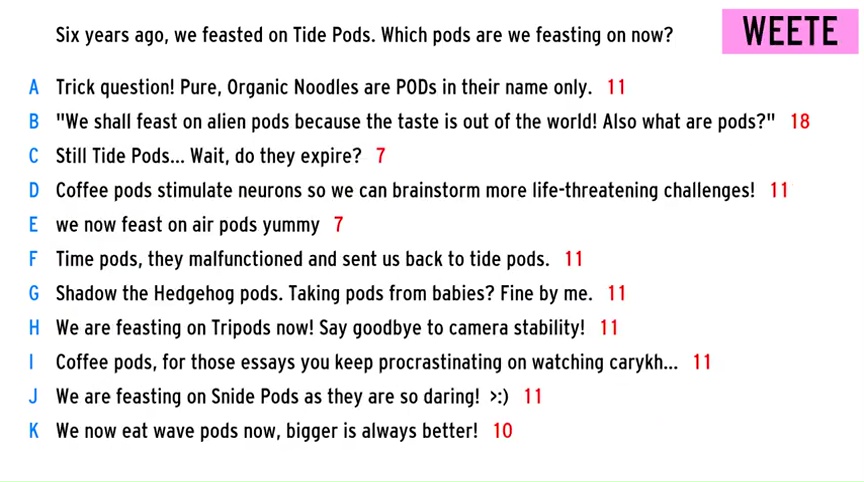 Six years ago, we feasted on Tide Pods. Which pods are we feasting on now?
WEETE
A Trick question! Pure, Organic Noodles are PODs in their name only. 11
B "We shall feast on alien pods because the taste is out of the world! Also what are pods?" 18
C Still Tide Pods... Wait, do they expire? 7
D Coffee pods stimulate neurons so we can brainstorm more life-threatening challenges! 11
E we now feast on air pods yummy 7
F Time pods, they malfunctioned and sent us back to tide pods. 11
G Shadow the Hedgehog pods. Taking pods from babies? Fine by me. 11
H We are feasting on Tripods now! Say goodbye to camera stability! 11
I Coffee pods, for those essays you keep procrastinating on watching carykh... 11
J We are feasting on Snide Pods as they are so daring! >:) 11
K We now eat wave pods now, bigger is always better! 10